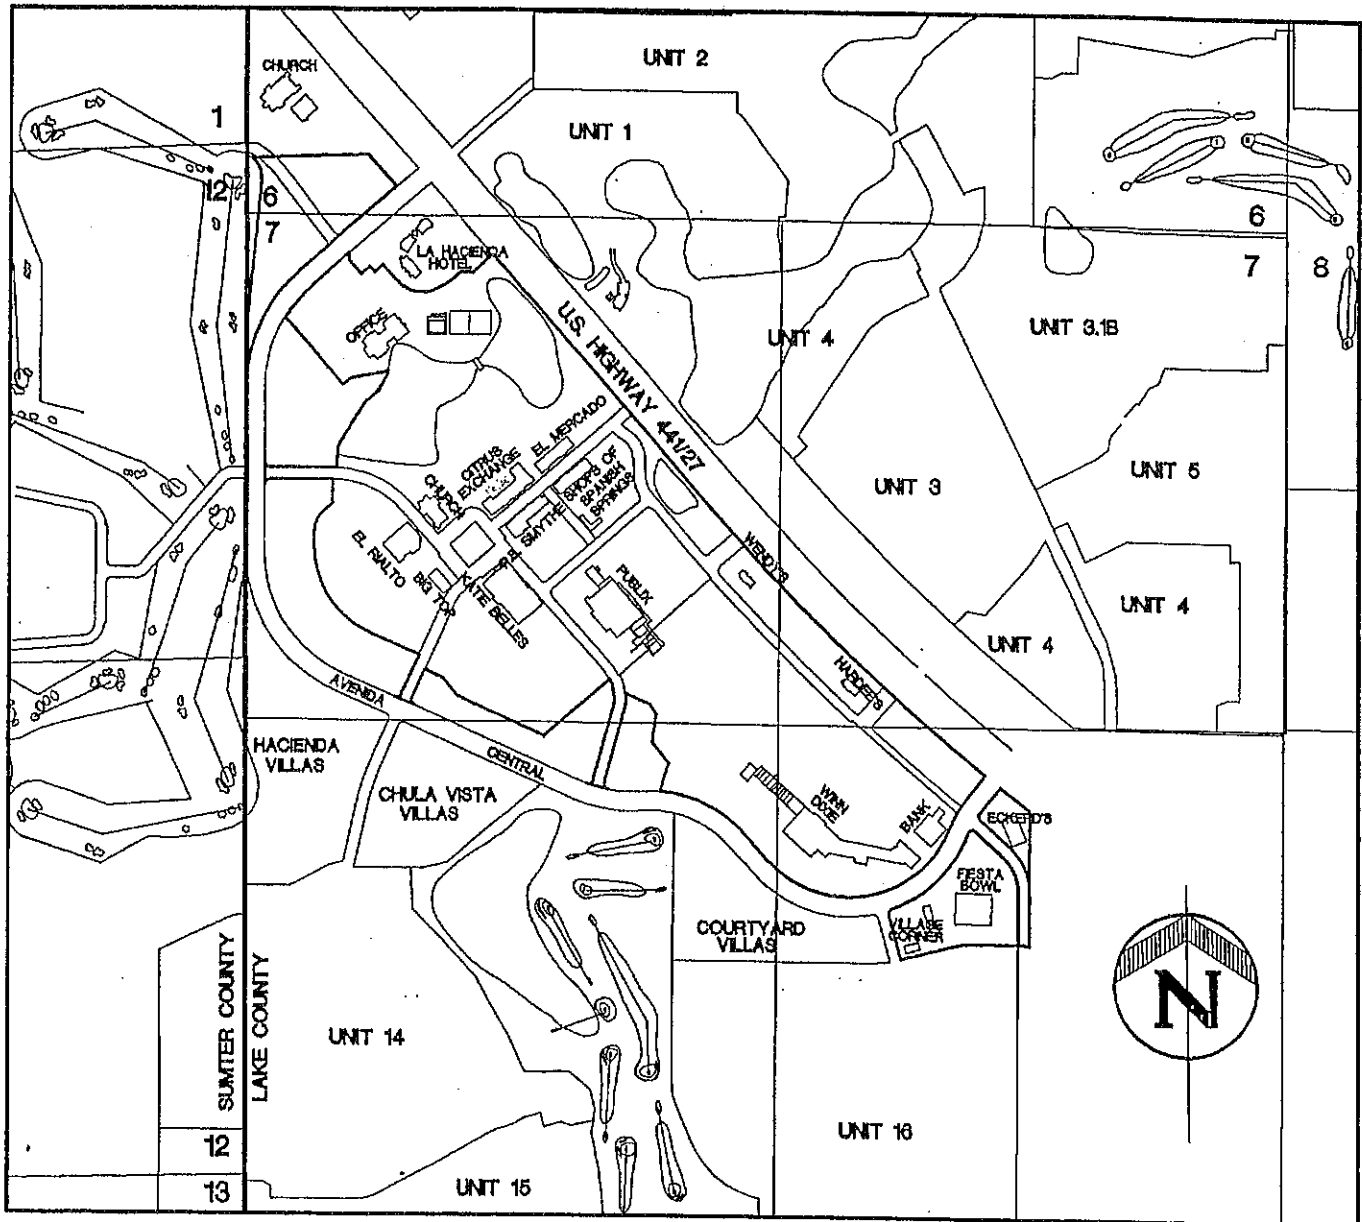 UNIT 2
CHURCH
1
UNIT 1
12
6
6
7
LA HACIENDA
HOTEL
7
8
OFFICE
U.S. HIGHWAY 441/27
UNIT 4
UNIT 3.1B
EL MERCADO
CITRUS
EXCHANGE
CHURCH
SHOPS OF
SPANISH
SPRINGS
UNIT 5
UNIT 3
P.B. SMYTHE
EL RIALTO
BIG TOP
KATIE BELLES
PUBLIX
WENDY'S
UNIT 4
UNIT 4
HARDEE'S
AVENIDA
CENTRAL
HACIENDA
VILLAS
CHULA VISTA
VILLAS
WINN
DIXIE
BANK
ECKERD'S
FIESTA
BOWL
COURTYARD
VILLAS
VILLAGE
CORNER
SUMTER COUNTY
LAKE COUNTY
N
UNIT 14
UNIT 16
12
13
UNIT 15